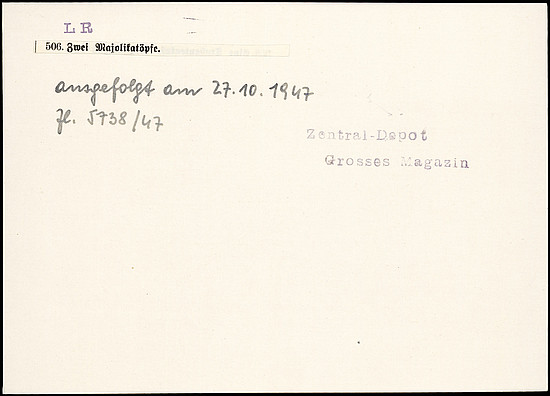 LR
506. Zwei Majolikatöpfe.
ausgefolgt am 27.10.1947
Zl. 5738/47
Zentral-Depot
Grosses Magazin